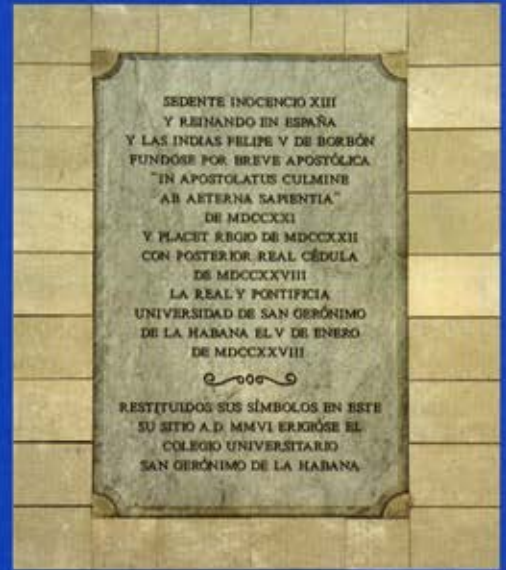 SEDENTE INOCENCIO XIII
Y REINANDO EN ESPAÑA
Y LAS INDIAS FELIPE V DE BORBÓN
FUNDÓSE POR BREVE APOSTÓLICA
"IN APOSTOLATUS CULMINE
AB AETERNA SAPIENTIA"
DE MDCCXXI
Y PLACET REGIO DE MDCCXXII
CON POSTERIOR REAL CÉDULA
DE MDCCXXVIII
LA REAL Y PONTIFICIA
UNIVERSIDAD DE SAN GERÓNIMO
DE LA HABANA EL V DE ENERO
DE MDCCXXVIII
RESTITUIDOS SUS SÍMBOLOS EN ESTE
SU SITIO A.D. MMVI ERIGIÓSE EL
COLEGIO UNIVERSITARIO
SAN GERÓNIMO DE LA HABANA